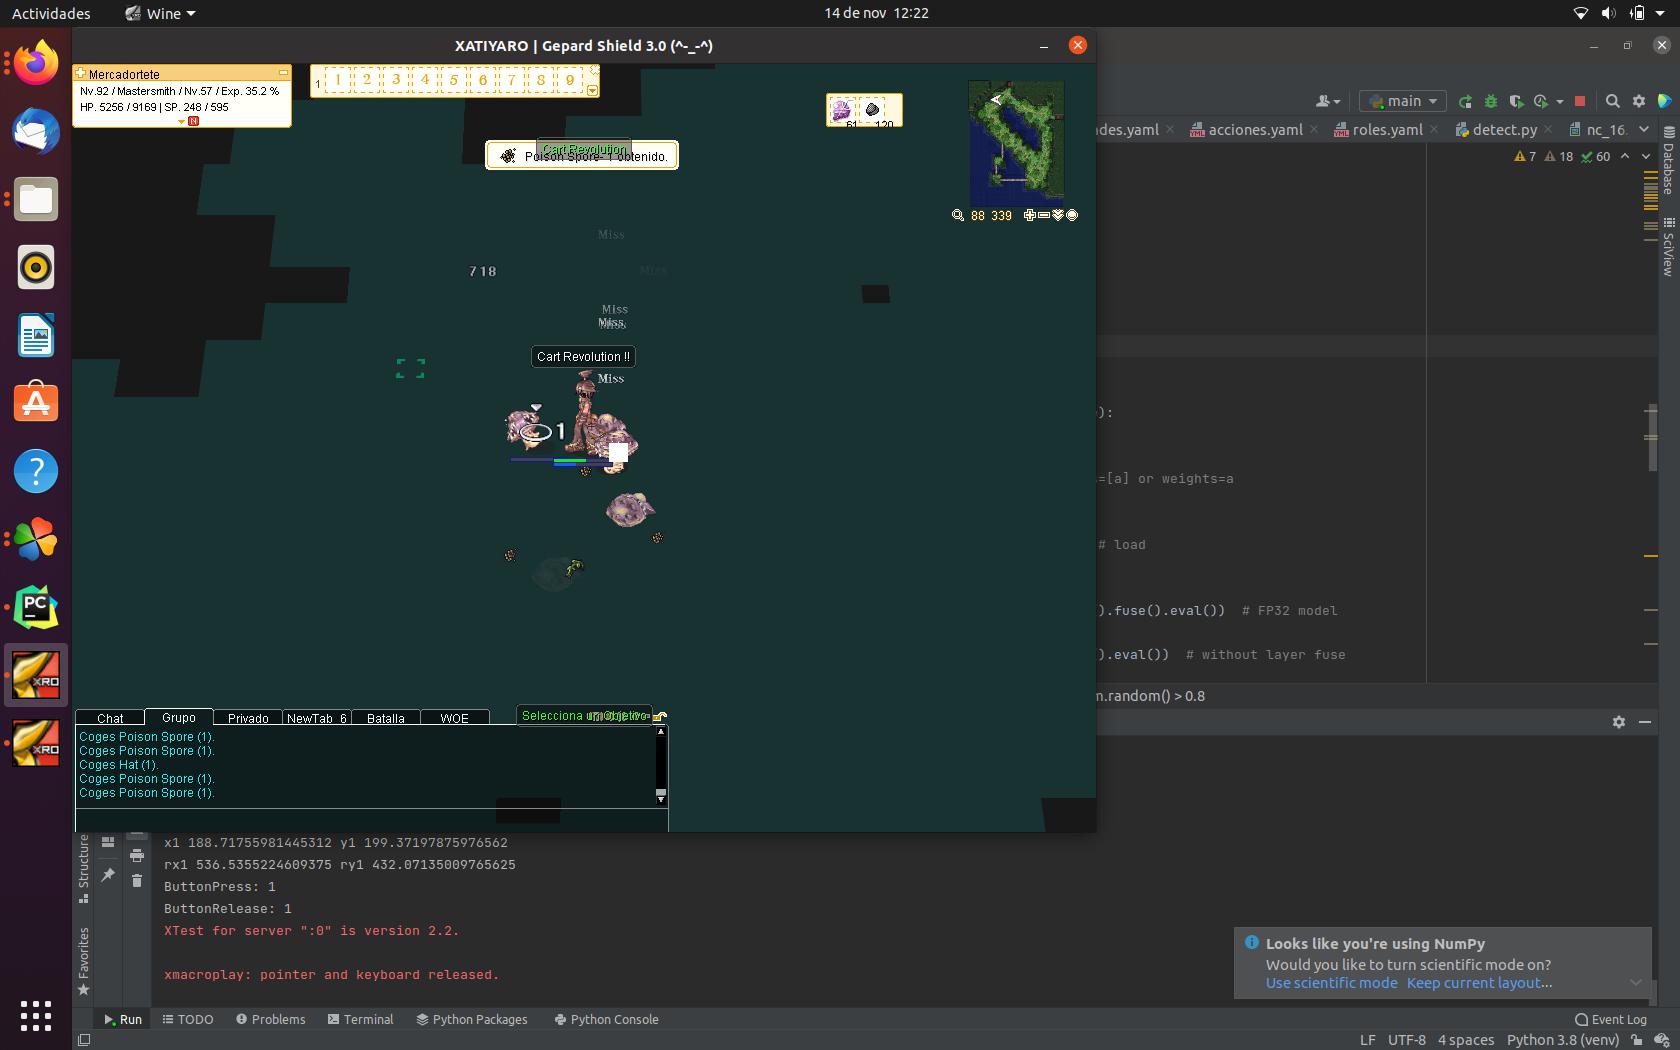 Actividades
Wine
14 de nov 12:22
XATIYARO | Gepard Shield 3.0 (^-_-^)
Mercadortete
Nv.92 / Mastersmith / Nv.57 / Exp. 35.2 %
HP. 5256 / 9169 | SP. 248 / 595
N
1 1 2 3 4 5 6 7 8 9
61 120
Cart Revolution
Poison Spore- 1 obtenido.
88 339
Miss
718
Miss
Miss
Miss
Miss
Cart Revolution !!
Miss
1
main
ades.yaml
acciones.yaml
roles.yaml
detect.py
nc_16.
7 18 60
Database
SciView
):
=[a] or weights=a
# load
).fuse().eval()) # FP32 model
).eval()) # without layer fuse
m.random() > 0.8
Chat
Grupo
Privado
NewTab_6
Batalla
WOE
Coges Poison Spore (1).
Coges Poison Spore (1).
Coges Hat (1).
Coges Poison Spore (1).
Coges Poison Spore (1).
PC
XRO
XRO
Structure
Favorites
x1 188.71755981445312 y1 199.37197875976562
rx1 536.5355224609375 ry1 432.07135009765625
ButtonPress: 1
ButtonRelease: 1
XTest for server ":0" is version 2.2.
xmacroplay: pointer and keyboard released.
Looks like you're using NumPy
Would you like to turn scientific mode on?
Use scientific mode Keep current layout...
Run
TODO
Problems
Terminal
Python Packages
Python Console
Event Log
LF UTF-8 4 spaces Python 3.8 (venv)